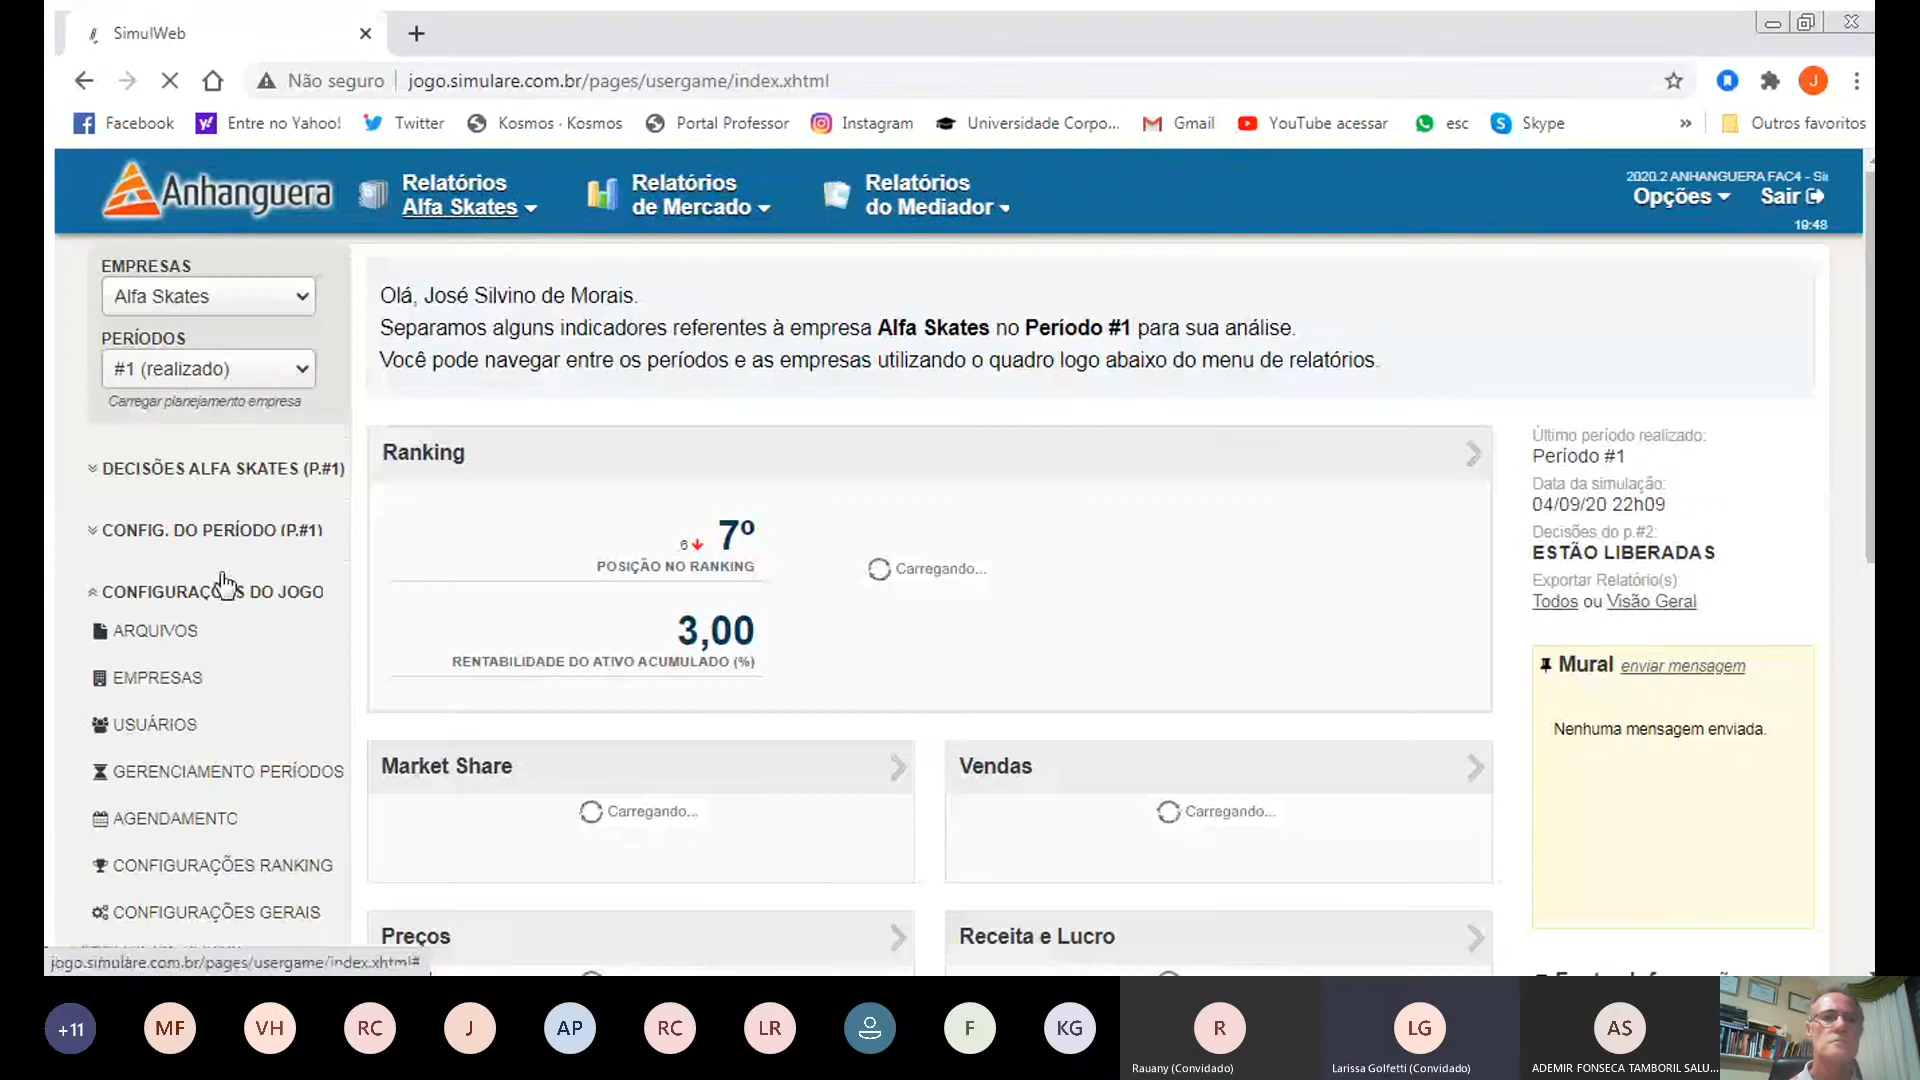 SimulWeb
Não seguro
jogo.simulare.com.br/pages/usergame/index.xhtml
J
Facebook
Entre no Yahoo!
Twitter
Kosmos · Kosmos
Portal Professor
Instagram
Universidade Corpo...
Gmail
YouTube acessar
esc
Skype
»
Outros favoritos
Anhanguera
Relatórios
Alfa Skates
Relatórios
de Mercado
Relatórios
do Mediador
2020.2 ANHANGUERA FAC4 - Si
Opções
Sair
19:48
EMPRESAS
Alfa Skates
PERÍODOS
#1 (realizado)
Carregar planejamento empresa
DECISÕES ALFA SKATES (P.#1)
CONFIG. DO PERÍODO (P.#1)
CONFIGURAÇÕES DO JOGO
ARQUIVOS
EMPRESAS
USUÁRIOS
GERENCIAMENTO PERÍODOS
AGENDAMENTO
CONFIGURAÇÕES RANKING
CONFIGURAÇÕES GERAIS
jogo.simulare.com.br/pages/usergame/index.xhtml#
Olá, José Silvino de Morais.
Separamos alguns indicadores referentes à empresa Alfa Skates no Período #1 para sua análise.
Você pode navegar entre os períodos e as empresas utilizando o quadro logo abaixo do menu de relatórios.
Ranking
6 7º
POSIÇÃO NO RANKING
3,00
RENTABILIDADE DO ATIVO ACUMULADO (%)
Carregando...
Market Share
Carregando...
Vendas
Carregando...
Preços
Receita e Lucro
Último período realizado:
Período #1
Data da simulação:
04/09/20 22h09
Decisões do p.#2:
ESTÃO LIBERADAS
Exportar Relatório(s):
Todos ou Visão Geral
Mural enviar mensagem
Nenhuma mensagem enviada.
+11
MF
VH
RC
J
AP
RC
LR
F
KG
R
Rauany (Convidado)
LG
Larissa Golfetti (Convidado)
AS
ADEMIR FONSECA TAMBORIL SALU...